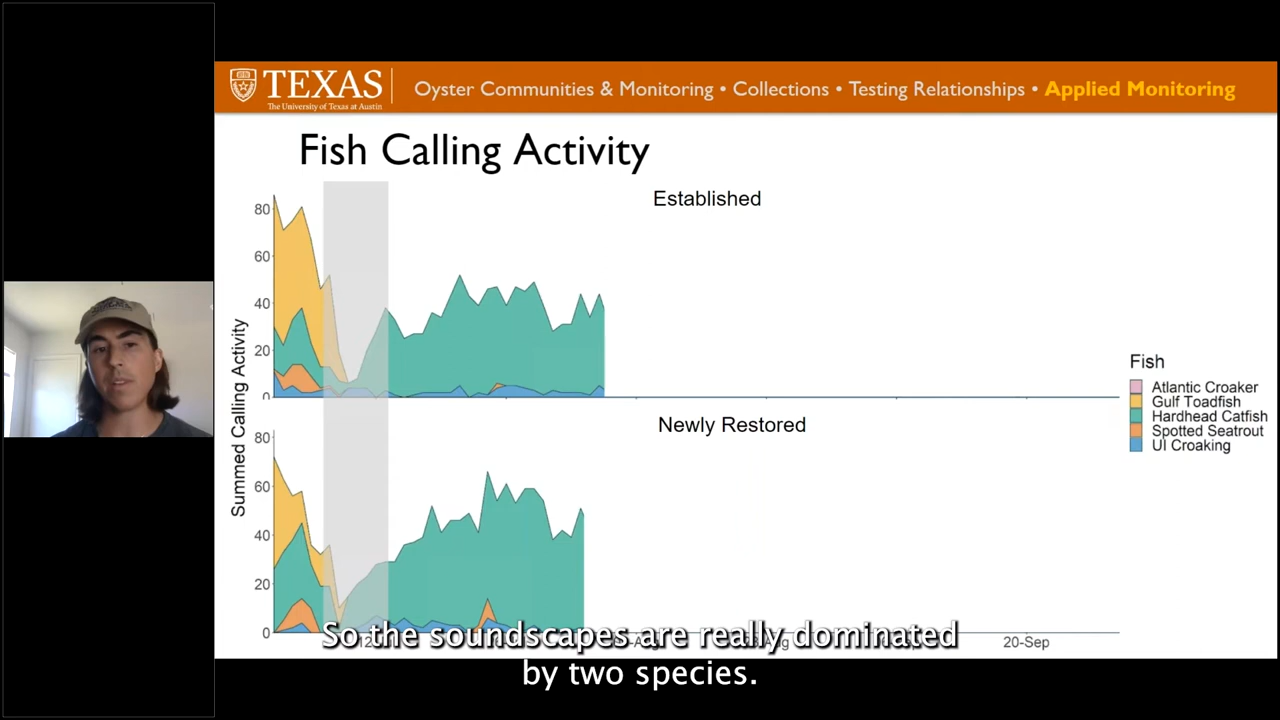 TEXAS
The University of Texas at Austin
Oyster Communities & Monitoring • Collections • Testing Relationships • Applied Monitoring
Fish Calling Activity
Established
80
60
40
20
0
Newly Restored
80
60
40
20
0
Summed Calling Activity
Fish
Atlantic Croaker
Gulf Toadfish
Hardhead Catfish
Spotted Seatrout
UI Croaking
20-Sep
So the soundscapes are really dominated
by two species.